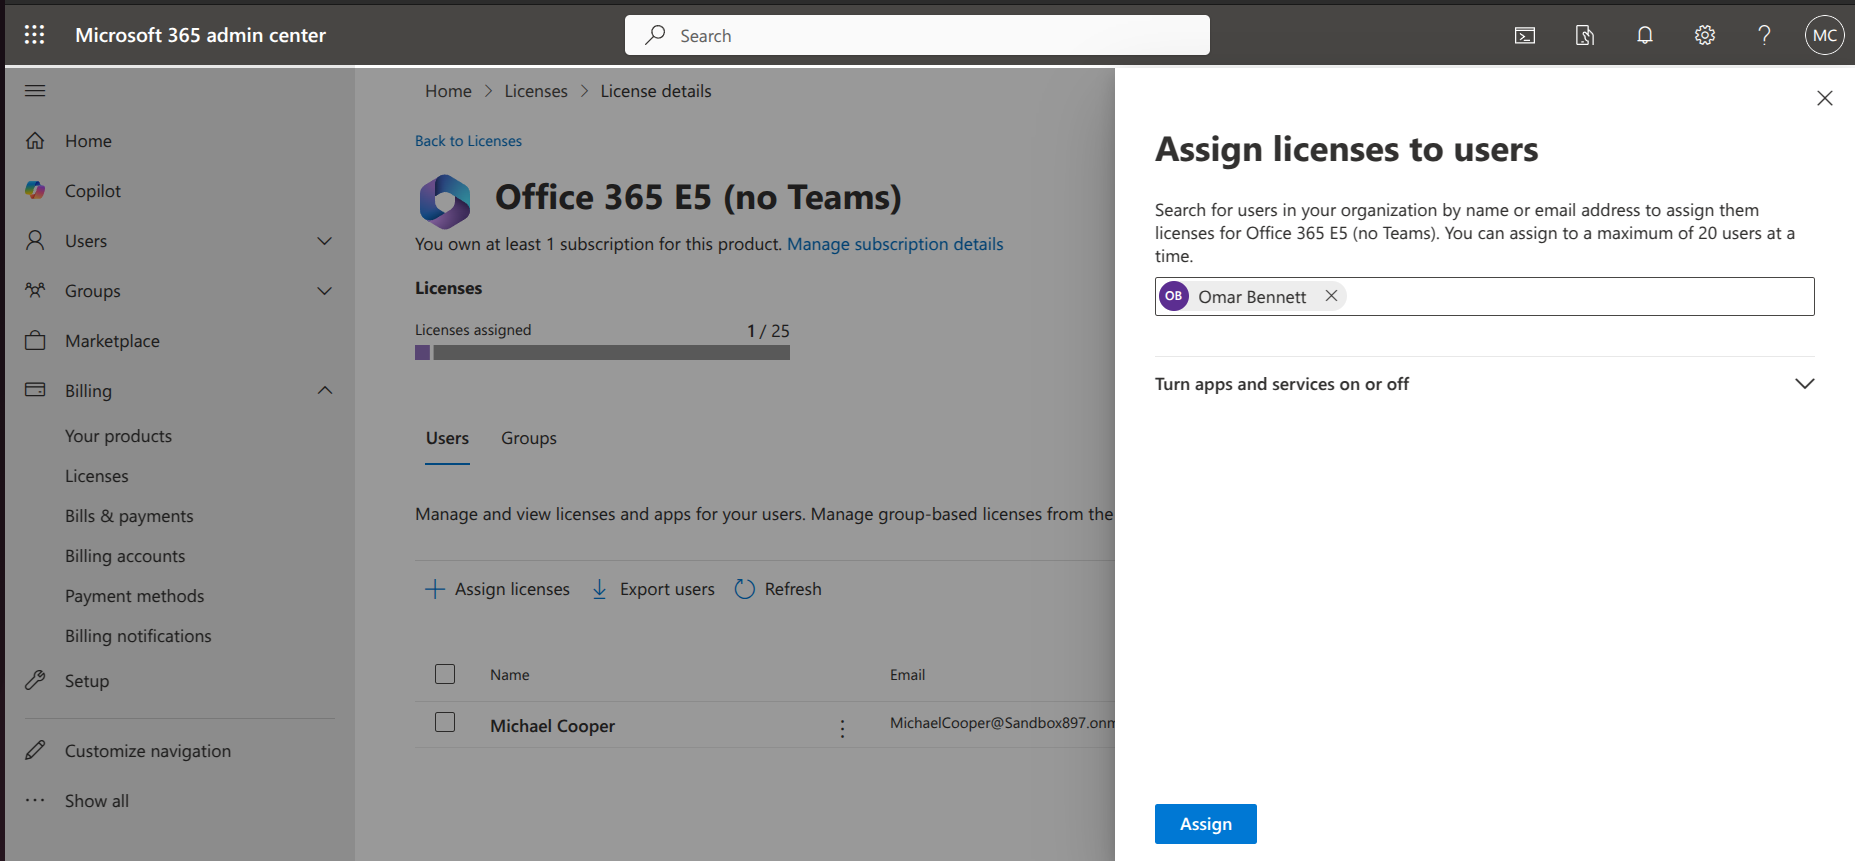 Microsoft 365 admin center
Search
MC
Home
Copilot
Users
Groups
Marketplace
Billing
Your products
Licenses
Bills & payments
Billing accounts
Payment methods
Billing notifications
Setup
Customize navigation
Show all
Home > Licenses > License details
Back to Licenses
Office 365 E5 (no Teams)
You own at least 1 subscription for this product. Manage subscription details
Licenses
Licenses assigned 1 / 25
Users Groups
Manage and view licenses and apps for your users. Manage group-based licenses from the
Assign licenses Export users Refresh
Name Email
Michael Cooper MichaelCooper@Sandbox897.onm
Assign licenses to users
Search for users in your organization by name or email address to assign them
licenses for Office 365 E5 (no Teams). You can assign to a maximum of 20 users at a
time.
OB Omar Bennett
Turn apps and services on or off
Assign